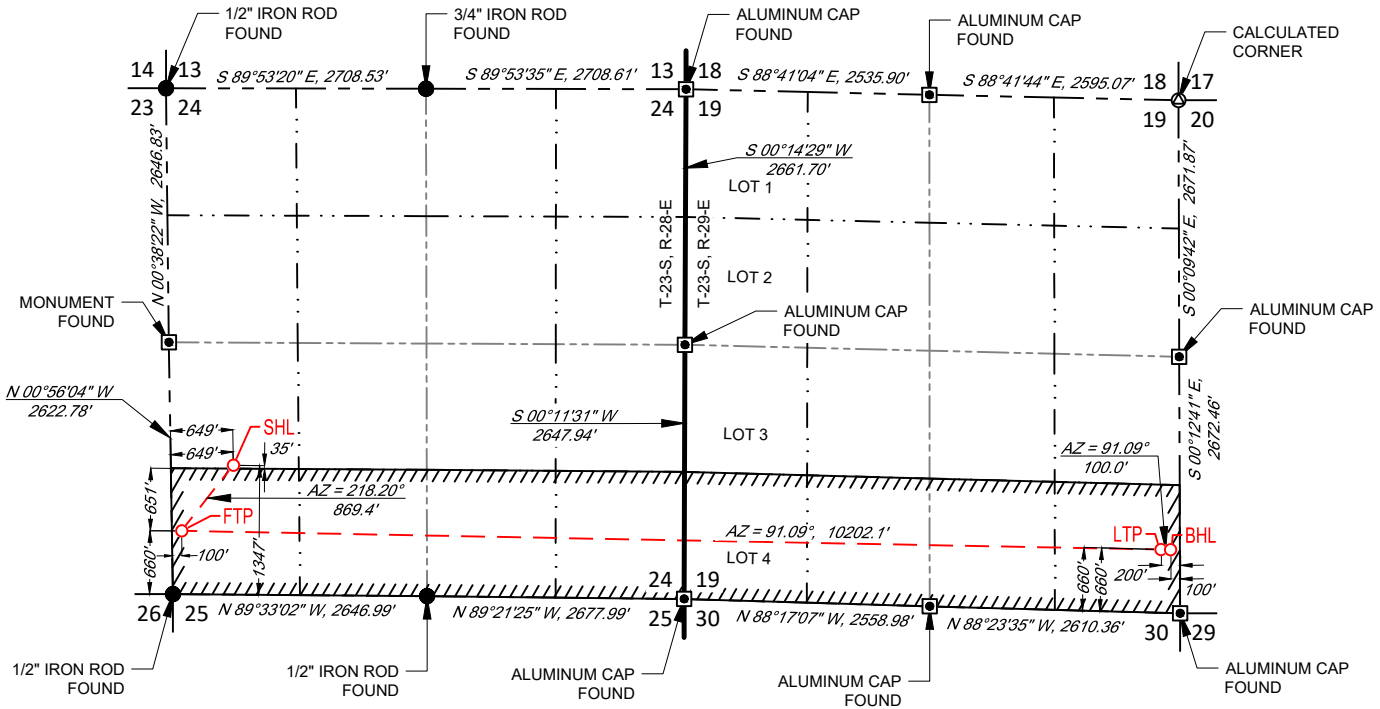 1/2" IRON ROD
FOUND
3/4" IRON ROD
FOUND
ALUMINUM CAP
FOUND
ALUMINUM CAP
FOUND
CALCULATED
CORNER
14 13
23 24
S 89°53'20" E, 2708.53'
S 89°53'35" E, 2708.61'
13 18
24 19
S 88°41'04" E, 2535.90'
S 88°41'44" E, 2595.07'
18 17
19 20
N 00°38'22" W, 2646.83'
S 00°14'29" W
2661.70'
LOT 1
T-23-S, R-28-E
T-23-S, R-29-E
LOT 2
S 00°09'42" E, 2671.87'
MONUMENT
FOUND
ALUMINUM CAP
FOUND
ALUMINUM CAP
FOUND
N 00°56'04" W
2622.78'
S 00°11'31" W
2647.94'
LOT 3
S 00°12'41" E,
2672.46'
649'
649'
SHL
35'
AZ = 91.09°
100.0'
651'
AZ = 218.20°
869.4'
FTP
1347'
AZ = 91.09°, 10202.1'
LOT 4
LTP
BHL
660'
100'
660'
660'
200'
100'
24 19
25 30
26 25
N 89°33'02" W, 2646.99'
N 89°21'25" W, 2677.99'
N 88°17'07" W, 2558.98'
N 88°23'35" W, 2610.36'
30 29
1/2" IRON ROD
FOUND
1/2" IRON ROD
FOUND
ALUMINUM CAP
FOUND
ALUMINUM CAP
FOUND
ALUMINUM CAP
FOUND